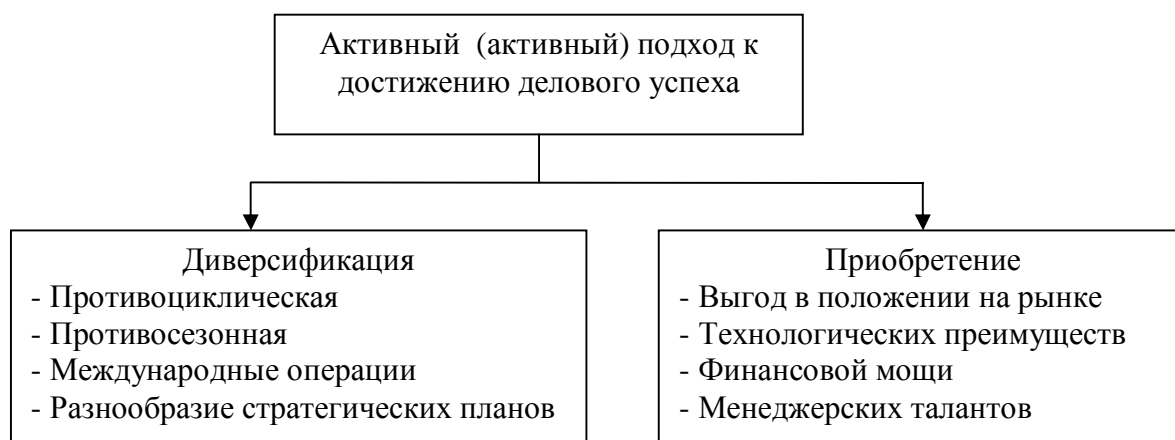 Активный (активный) подход к
достижению делового успеха
Диверсификация
- Противоциклическая
- Противосезонная
- Международные операции
- Разнообразие стратегических планов
Приобретение
- Выгод в положении на рынке
- Технологических преимуществ
- Финансовой мощи
- Менеджерских талантов